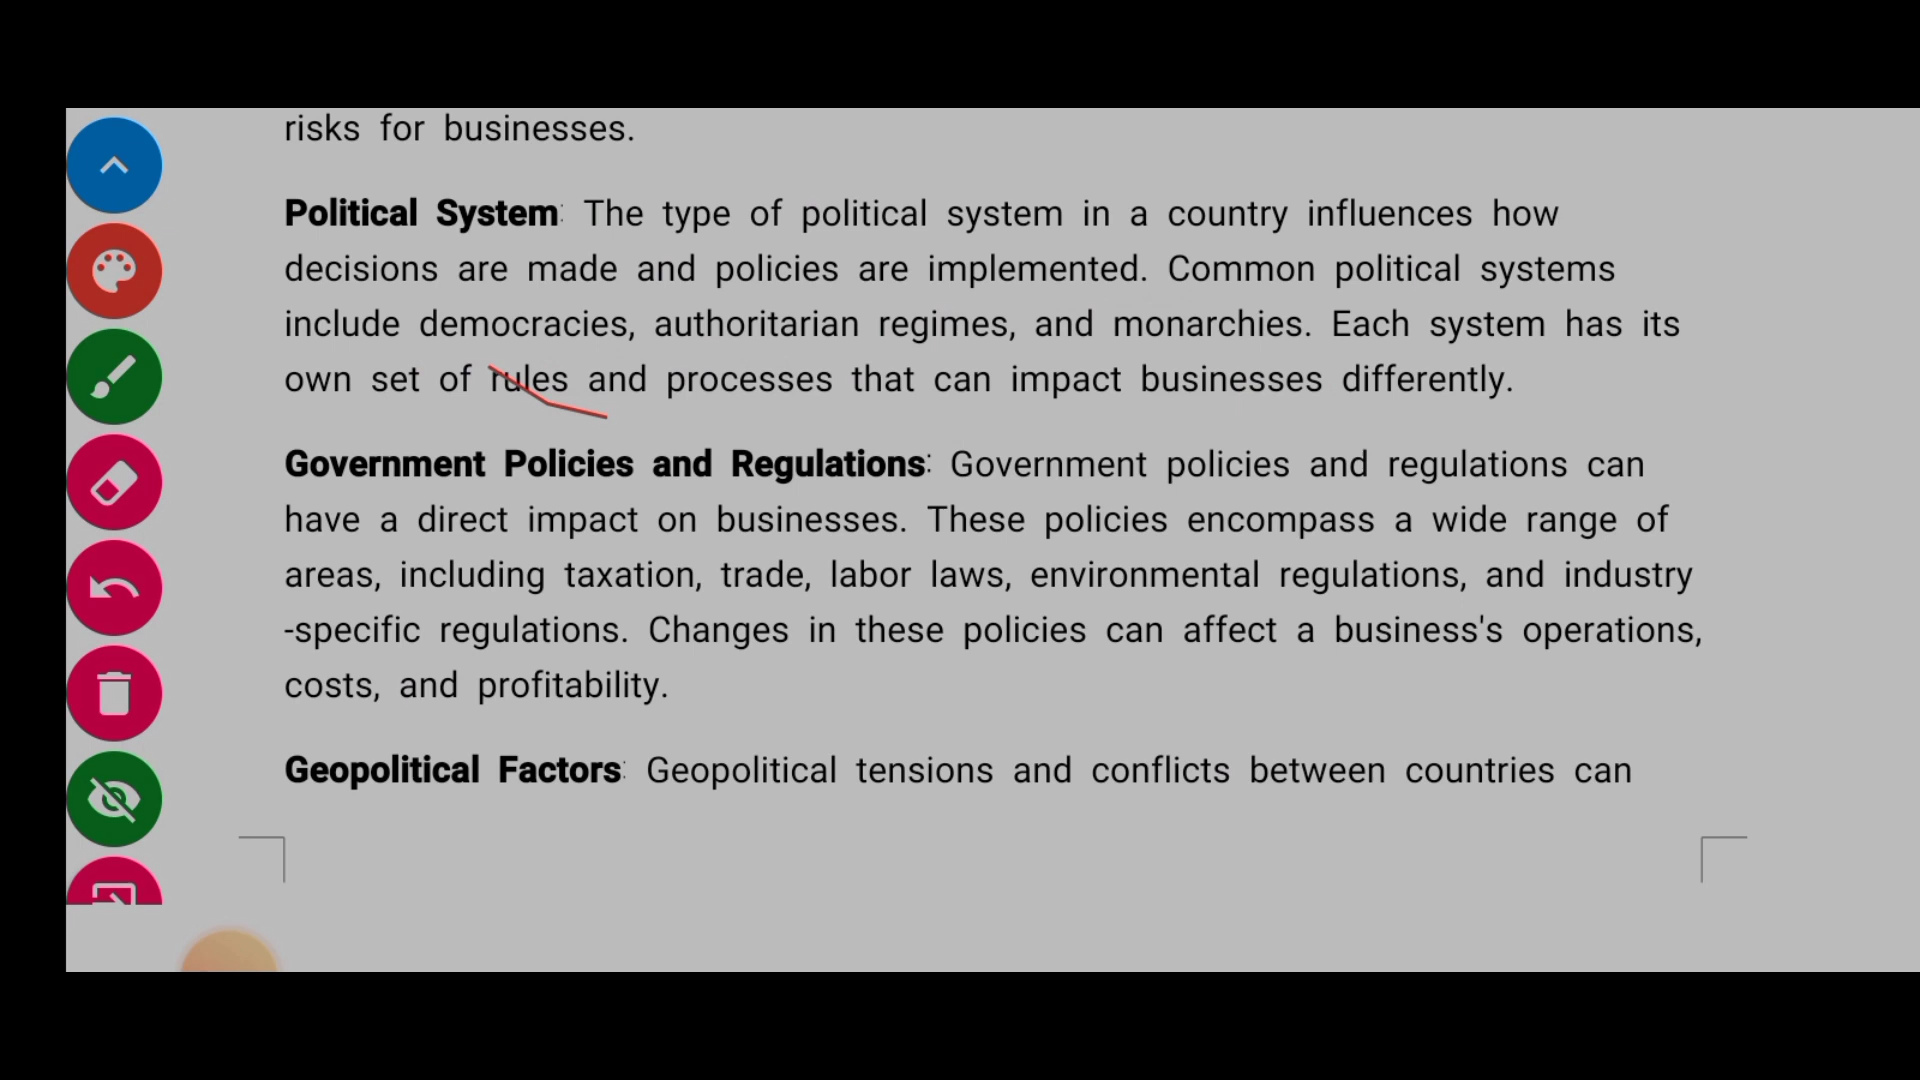 risks for businesses.
Political System: The type of political system in a country influences how
decisions are made and policies are implemented. Common political systems
include democracies, authoritarian regimes, and monarchies. Each system has its
own set of rules and processes that can impact businesses differently.
Government Policies and Regulations: Government policies and regulations can
have a direct impact on businesses. These policies encompass a wide range of
areas, including taxation, trade, labor laws, environmental regulations, and industry
-specific regulations. Changes in these policies can affect a business's operations,
costs, and profitability.
Geopolitical Factors: Geopolitical tensions and conflicts between countries can